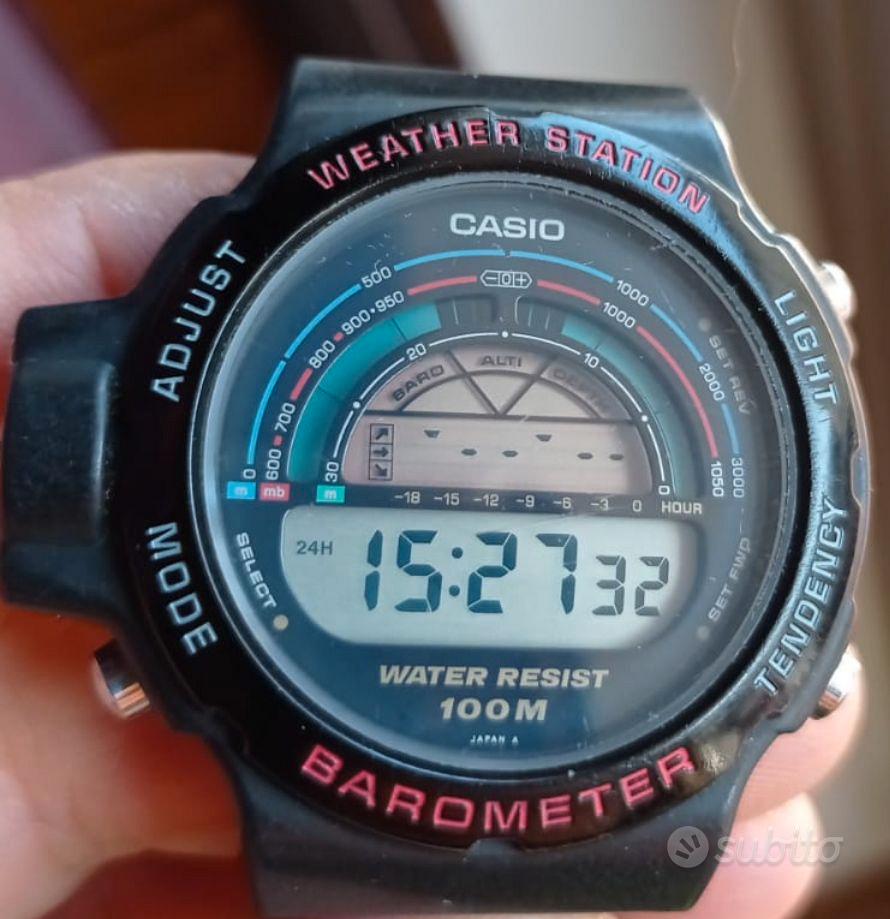 WEATHER STATION
CASIO
ADJUST
LIGHT
-0+
500
1000
900•950
1000
800
2000
20
10
SET REV
BARO
ALTI
700
600
0
30
0
1050
3000
m
mb
m
-18 -15 -12 -9 -6 -3 0 HOUR
MODE
SELECT
24H
15:27 32
SET FWD
TENDENCY
WATER RESIST
100M
JAPAN A
BAROMETER
subito